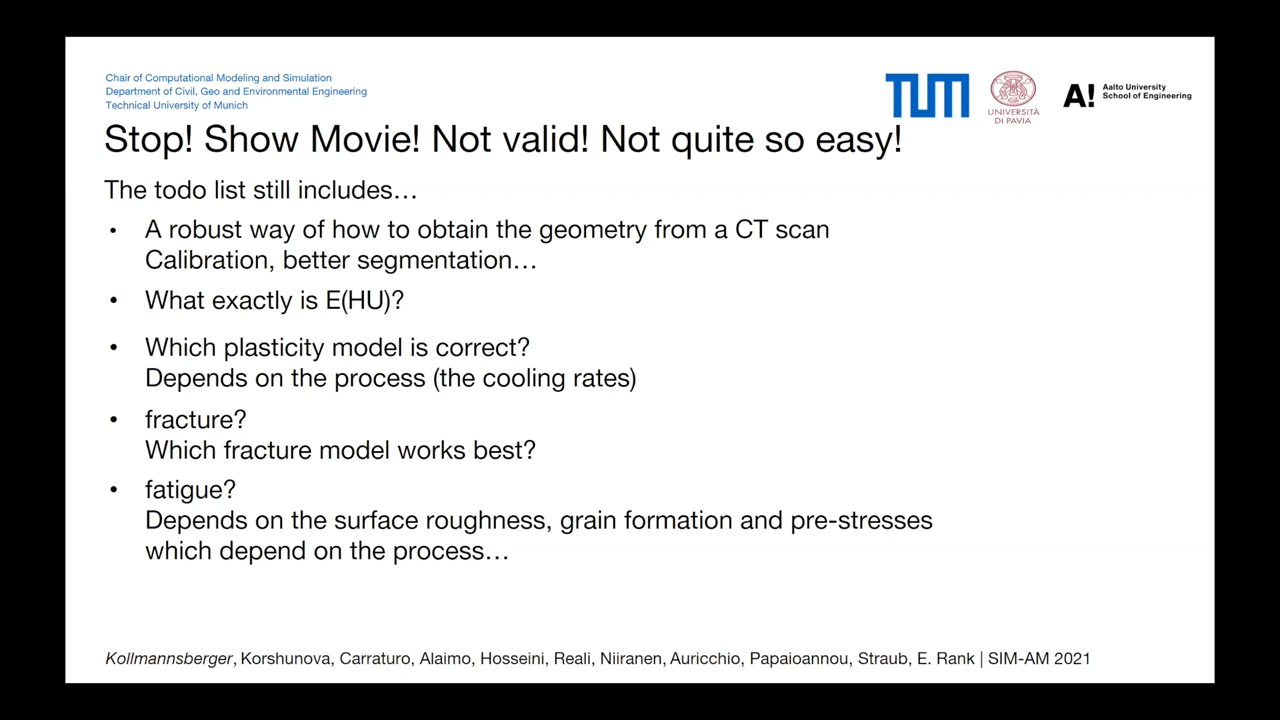 Chair of Computational Modeling and Simulation
Department of Civil, Geo and Environmental Engineering
Technical University of Munich
TUM
UNIVERSITÀ
DI PAVIA
A!
Aalto University
School of Engineering
Stop! Show Movie! Not valid! Not quite so easy!
The todo list still includes…
• A robust way of how to obtain the geometry from a CT scan
Calibration, better segmentation…
• What exactly is E(HU)?
• Which plasticity model is correct?
Depends on the process (the cooling rates)
• fracture?
Which fracture model works best?
• fatigue?
Depends on the surface roughness, grain formation and pre-stresses
which depend on the process…
Kollmannsberger, Korshunova, Carraturo, Alaimo, Hosseini, Reali, Niiranen, Auricchio, Papaioannou, Straub, E. Rank | SIM-AM 2021